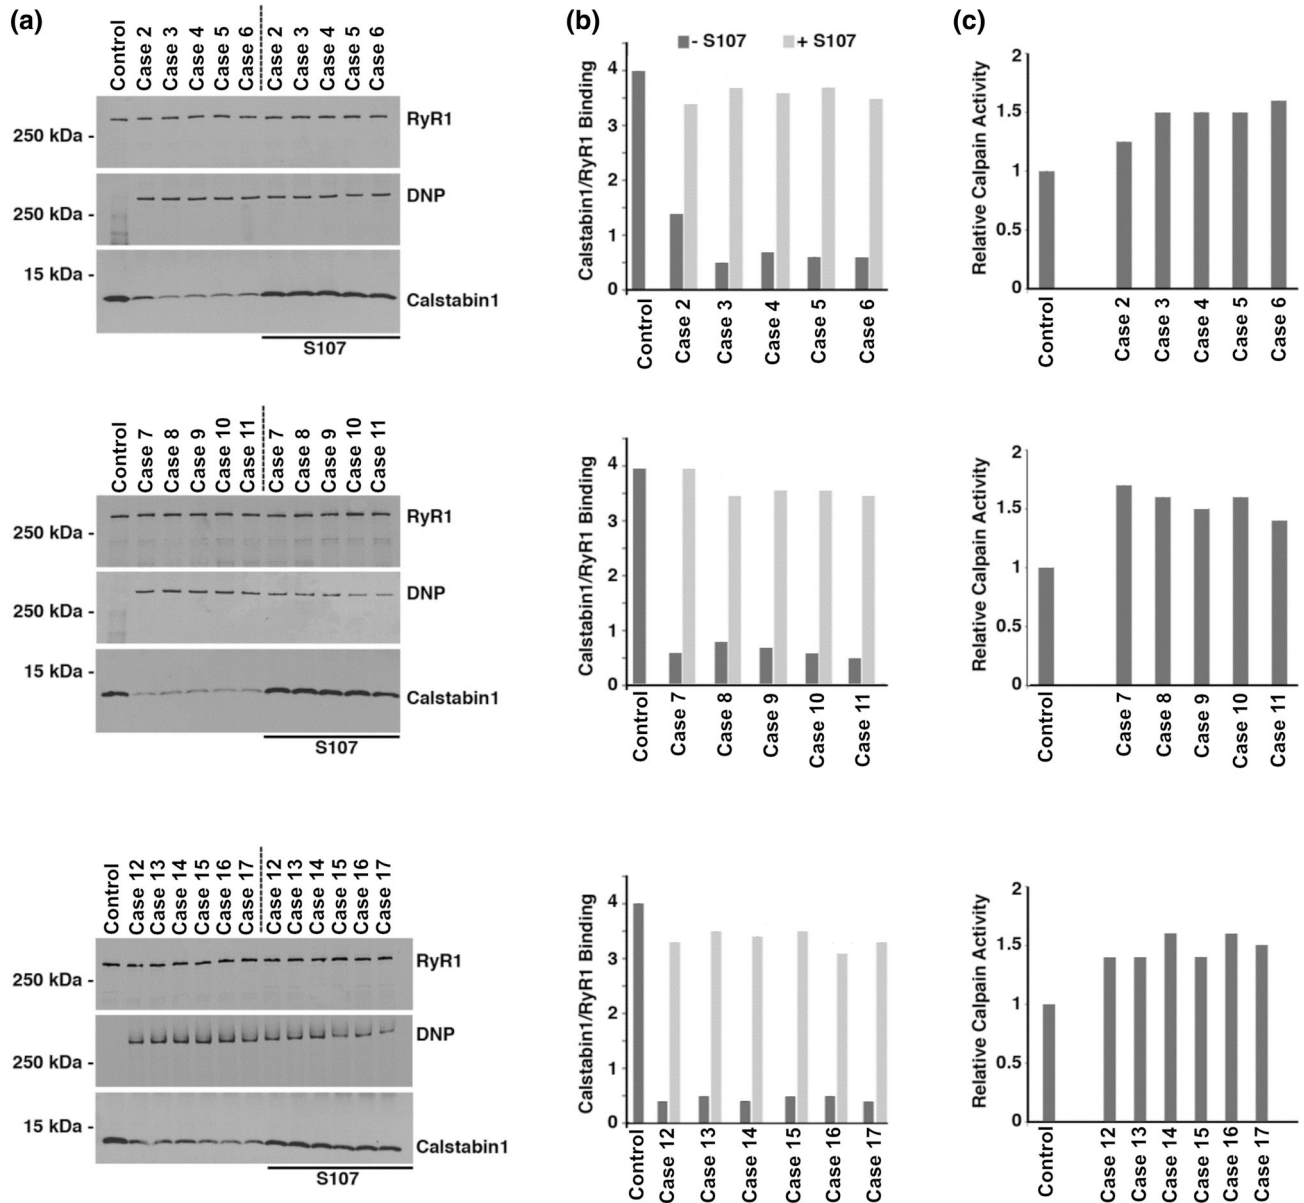 (a)
Control
Case 2
Case 3
Case 4
Case 5
Case 6
Case 2
Case 3
Case 4
Case 5
Case 6
250 kDa -
RyR1
250 kDa -
DNP
15 kDa -
Calstabin1
S107
(b)
- S107
+ S107
Calstabin1/RyR1 Binding
4
3
2
1
0
Control
Case 2
Case 3
Case 4
Case 5
Case 6
(c)
Relative Calpain Activity
2
1.5
1
0.5
0
Control
Case 2
Case 3
Case 4
Case 5
Case 6
Control
Case 7
Case 8
Case 9
Case 10
Case 11
Case 7
Case 8
Case 9
Case 10
Case 11
250 kDa -
RyR1
250 kDa -
DNP
15 kDa -
Calstabin1
S107
Calstabin1/RyR1 Binding
4
3
2
1
0
Control
Case 7
Case 8
Case 9
Case 10
Case 11
Relative Calpain Activity
2
1.5
1
0.5
0
Control
Case 7
Case 8
Case 9
Case 10
Case 11
Control
Case 12
Case 13
Case 14
Case 15
Case 16
Case 17
Case 12
Case 13
Case 14
Case 15
Case 16
Case 17
250 kDa -
RyR1
250 kDa -
DNP
15 kDa -
Calstabin1
S107
Calstabin1/RyR1 Binding
4
3
2
1
0
Control
Case 12
Case 13
Case 14
Case 15
Case 16
Case 17
Relative Calpain Activity
2
1.5
1
0.5
0
Control
Case 12
Case 13
Case 14
Case 15
Case 16
Case 17